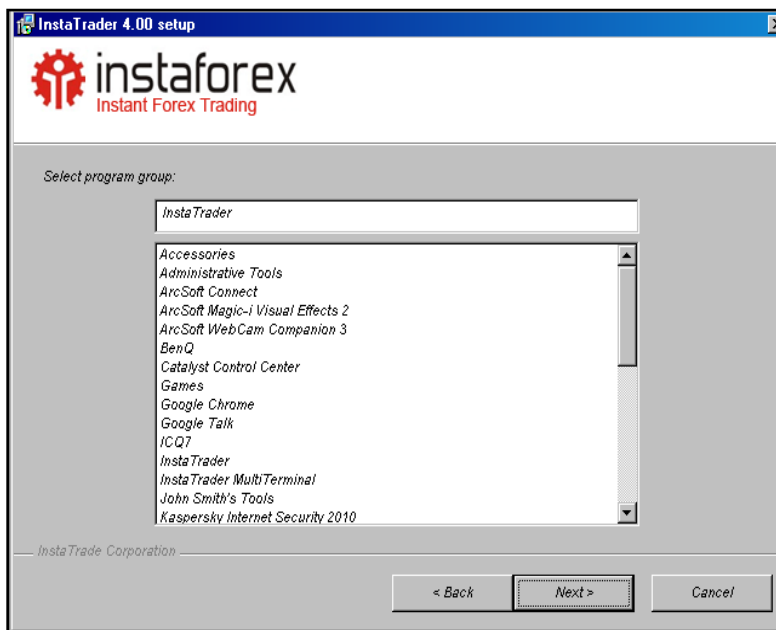 InstaTrader 4.00 setup
instaforex
Instant Forex Trading
Select program group:
InstaTrader
Accessories
Administrative Tools
ArcSoft Connect
ArcSoft Magic-i Visual Effects 2
ArcSoft WebCam Companion 3
BenQ
Catalyst Control Center
Games
Google Chrome
Google Talk
ICQ7
InstaTrader
InstaTrader MultiTerminal
John Smith's Tools
Kaspersky Internet Security 2010
InstaTrade Corporation
< Back Next > Cancel